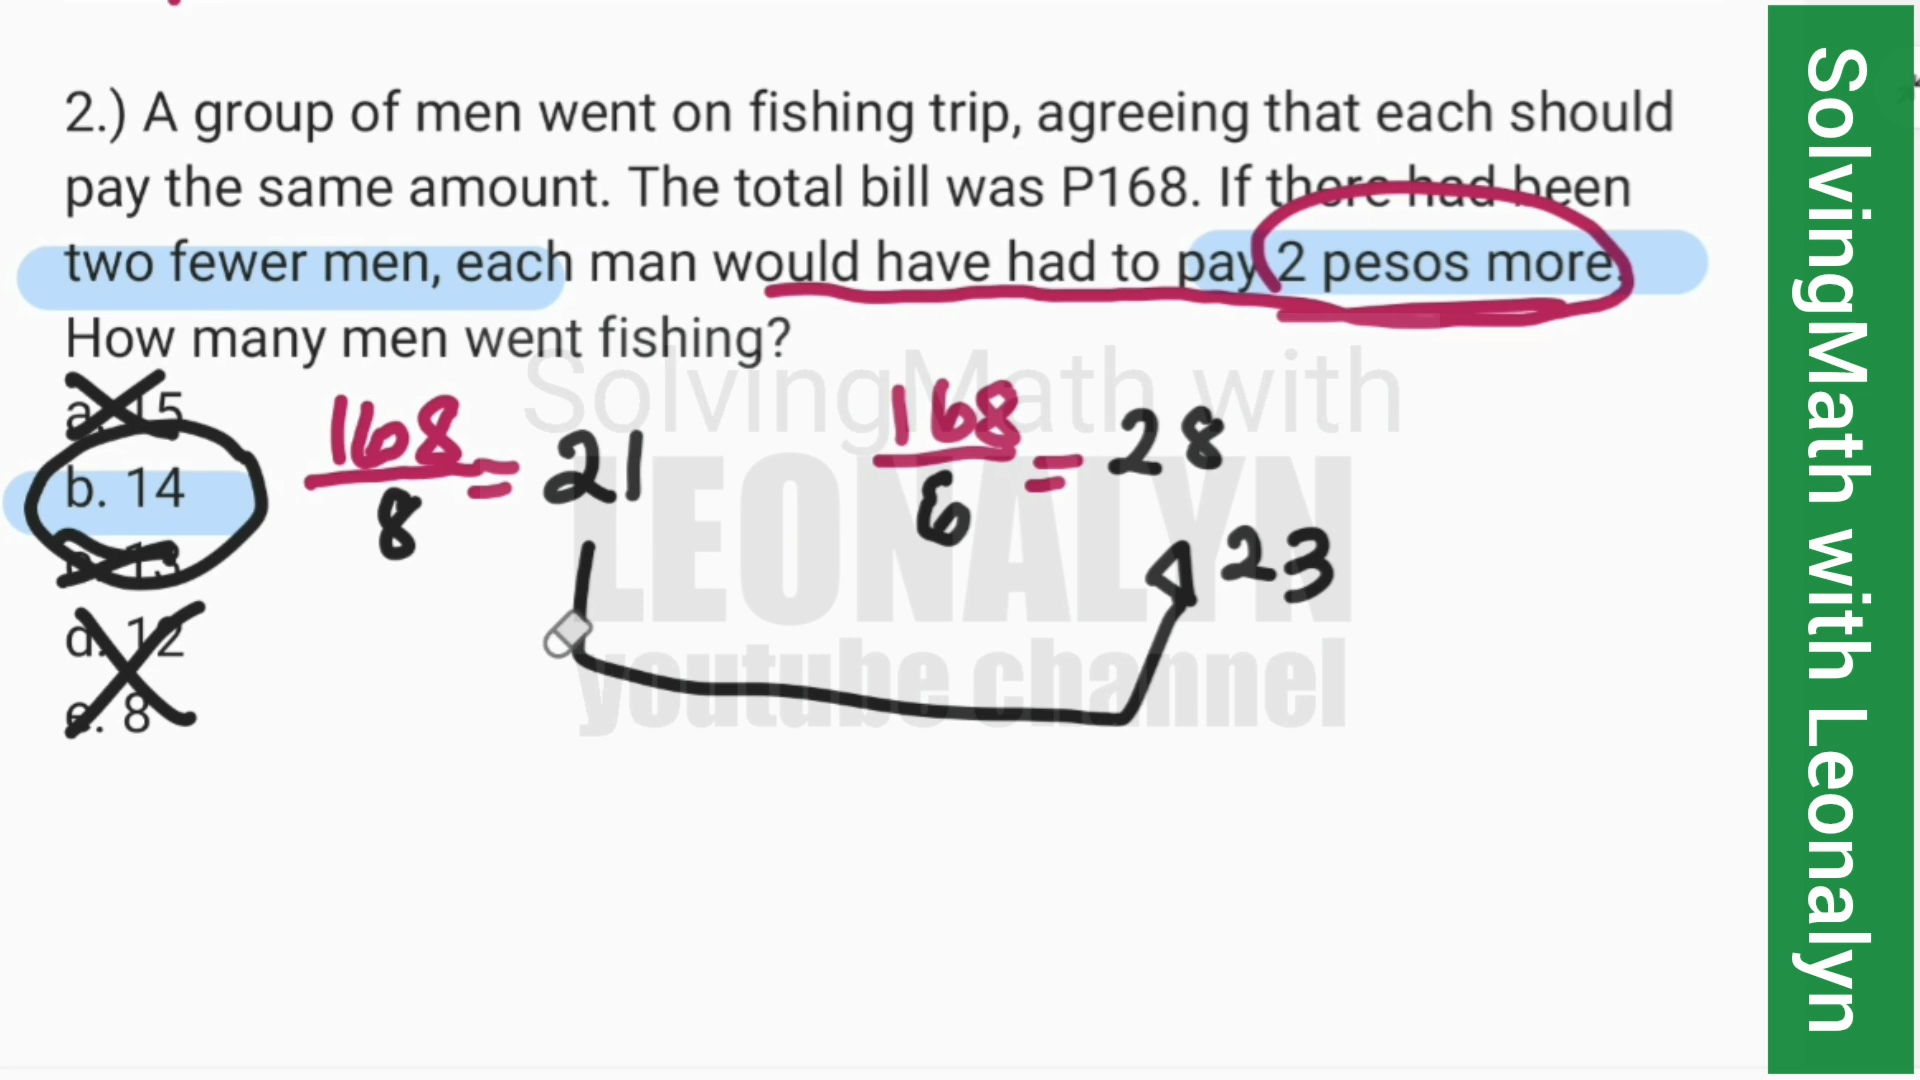 2.) A group of men went on fishing trip, agreeing that each should
pay the same amount. The total bill was P168. If there had been
two fewer men, each man would have had to pay 2 pesos more.
How many men went fishing?
a. 15
b. 14
c. 13
d. 12
e. 8
168/8 = 21
168/6 = 28
23
SolvingMath with
LEONALYN
youtube channel
SolvingMath with Leonalyn